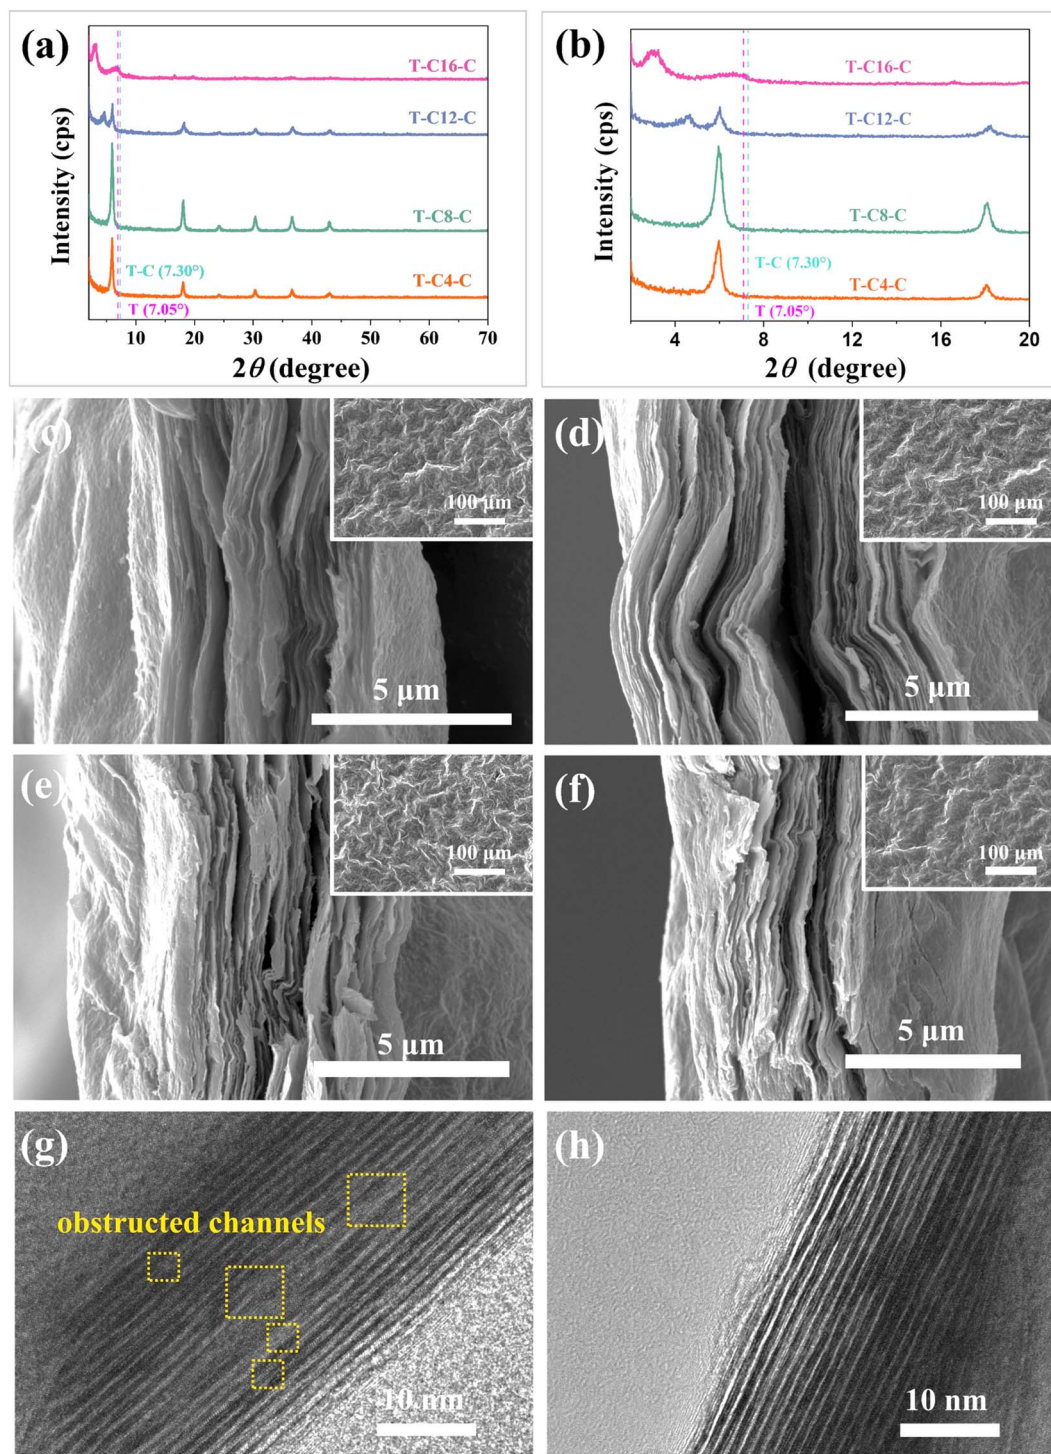 (a)
T-C16-C
T-C12-C
T-C8-C
T-C (7.30°)
T-C4-C
T (7.05°)
Intensity (cps)
10 20 30 40 50 60 70
2θ (degree)
(b)
T-C16-C
T-C12-C
T-C8-C
T-C (7.30°)
T-C4-C
T (7.05°)
Intensity (cps)
4 8 12 16 20
2θ (degree)
(c)
100 μm
5 μm
(d)
100 μm
5 μm
(e)
100 μm
5 μm
(f)
100 μm
5 μm
(g)
obstructed channels
10 nm
(h)
10 nm